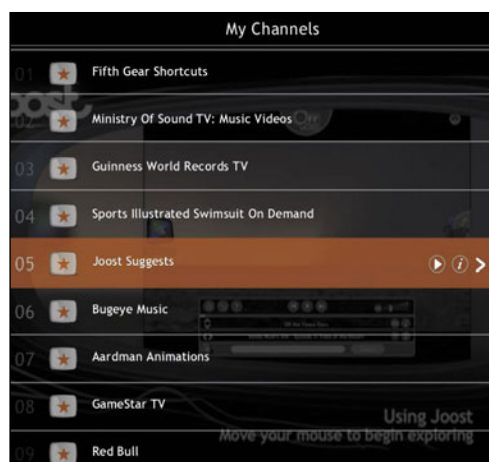 My Channels
01 Fifth Gear Shortcuts
02 Ministry Of Sound TV: Music Videos
03 Guinness World Records TV
04 Sports Illustrated Swimsuit On Demand
05 Joost Suggests
06 Bugeye Music
07 Aardman Animations
08 GameStar TV
Using Joost
Move your mouse to begin exploring
09 Red Bull